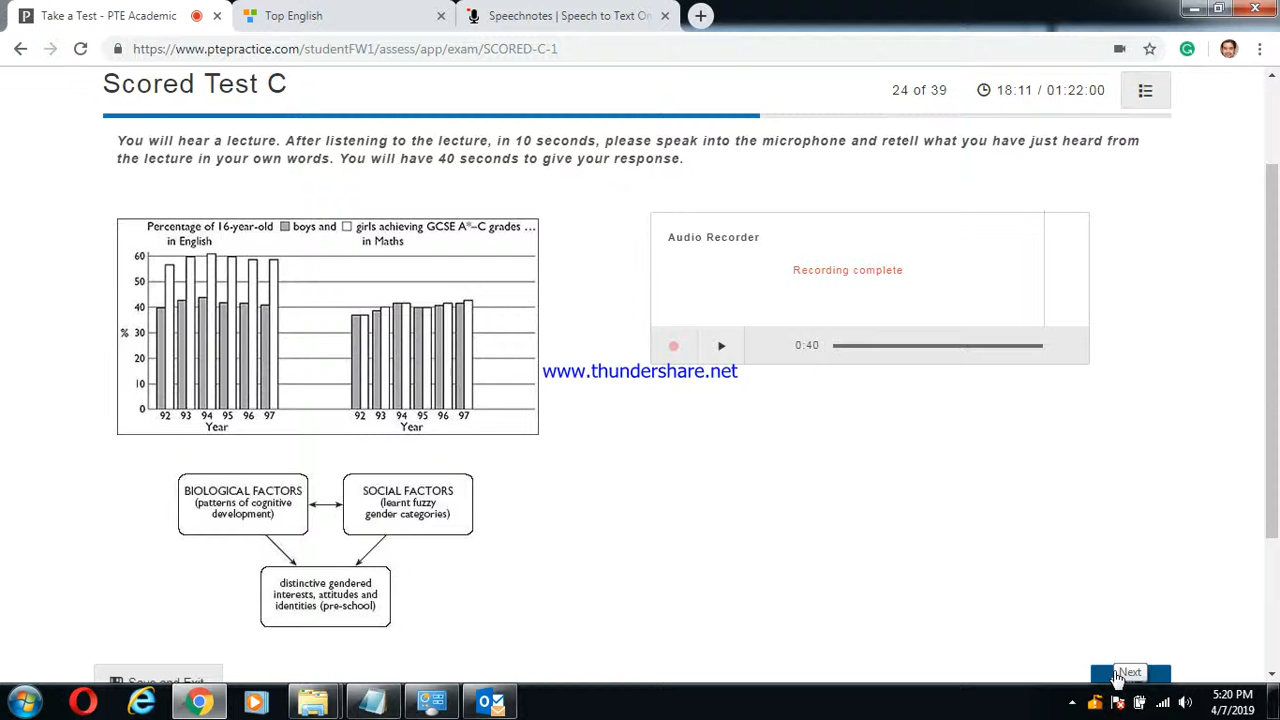 Take a Test - PTE Academic
Top English
Speechnotes | Speech to Text On
https://www.ptepractice.com/studentFW1/assess/app/exam/SCORED-C-1
Scored Test C
24 of 39
18:11 / 01:22:00
You will hear a lecture. After listening to the lecture, in 10 seconds, please speak into the microphone and retell what you have just heard from
the lecture in your own words. You will have 40 seconds to give your response.
Percentage of 16-year-old boys and girls achieving GCSE A*–C grades ...
in English in Maths
60
50
40
% 30
20
10
0
92 93 94 95 96 97 92 93 94 95 96 97
Year Year
Audio Recorder
Recording complete
0:40
www.thundershare.net
BIOLOGICAL FACTORS
(patterns of cognitive
development)
SOCIAL FACTORS
(learnt fuzzy
gender categories)
distinctive gendered
interests, attitudes and
identities (pre-school)
Save and Exit
Next
5:20 PM
4/7/2019